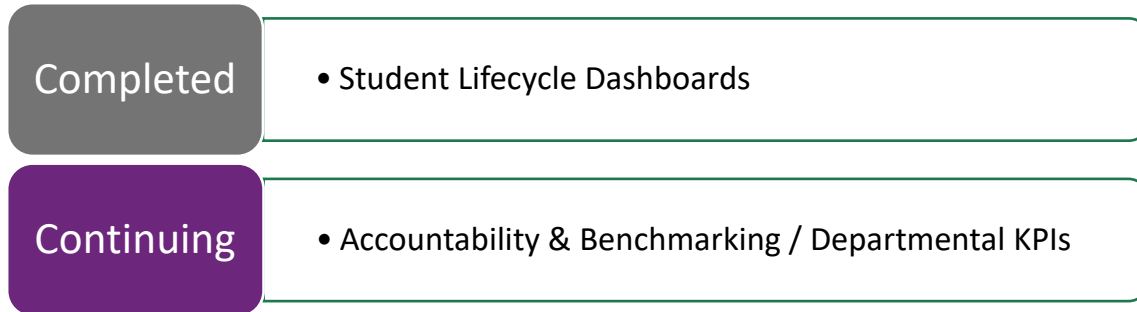 Completed
• Student Lifecycle Dashboards
Continuing
• Accountability & Benchmarking / Departmental KPIs